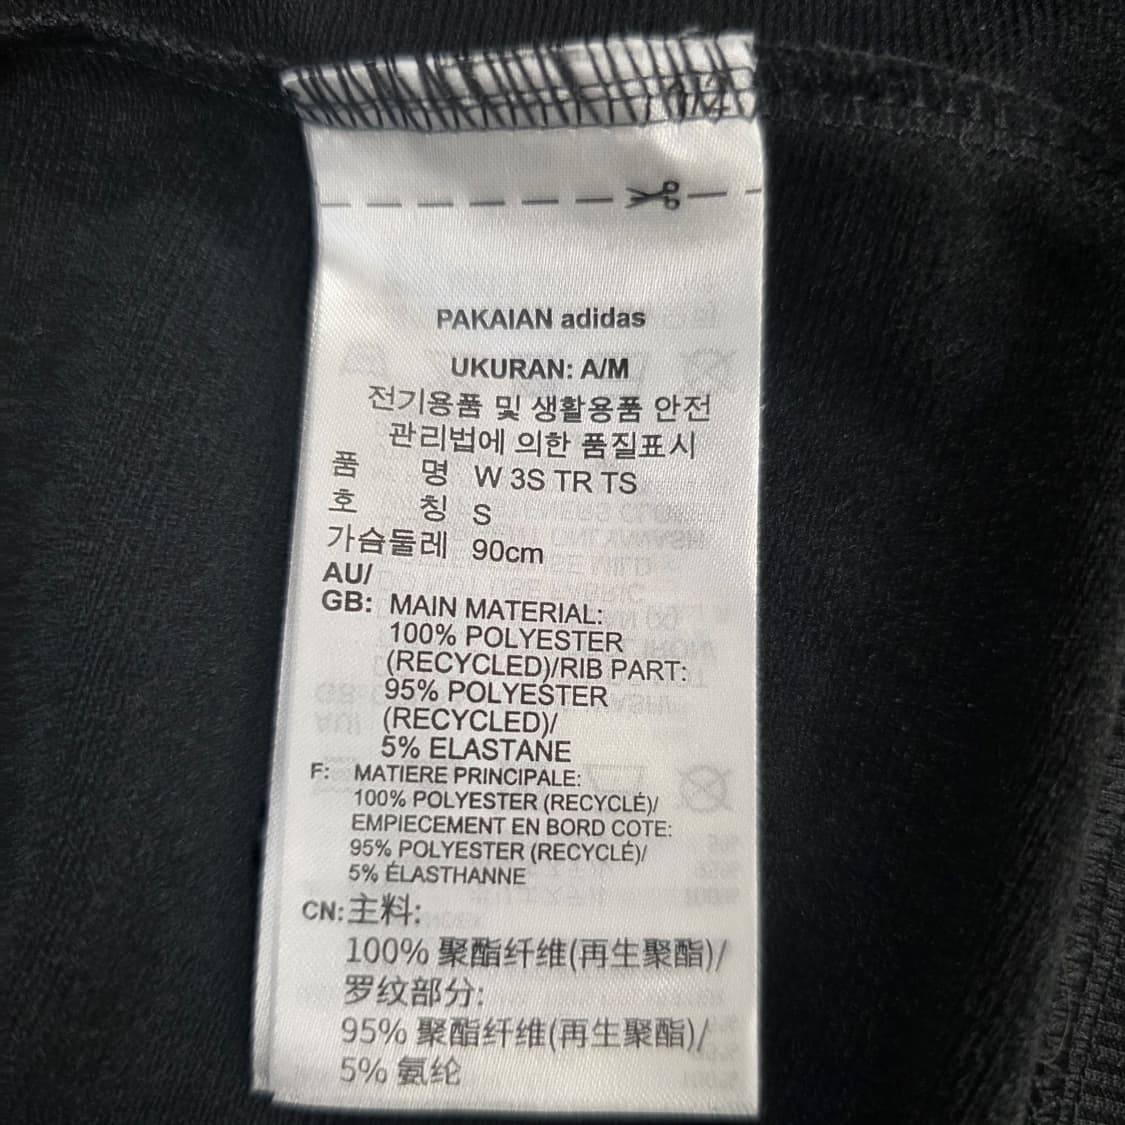 PAKAIAN adidas
UKURAN: A/M
전기용품 및 생활용품 안전
관리법에 의한 품질표시
품 명 W 3S TR TS
호 칭 S
가슴둘레 90cm
AU/
GB: MAIN MATERIAL:
100% POLYESTER
(RECYCLED)/RIB PART:
95% POLYESTER
(RECYCLED)/
5% ELASTANE
F: MATIERE PRINCIPALE:
100% POLYESTER (RECYCLÉ)/
EMPIECEMENT EN BORD COTE:
95% POLYESTER (RECYCLÉ)/
5% ÉLASTHANNE
CN: 主料:
100% 聚酯纤维(再生聚酯)/
罗纹部分:
95% 聚酯纤维(再生聚酯)/
5% 氨纶